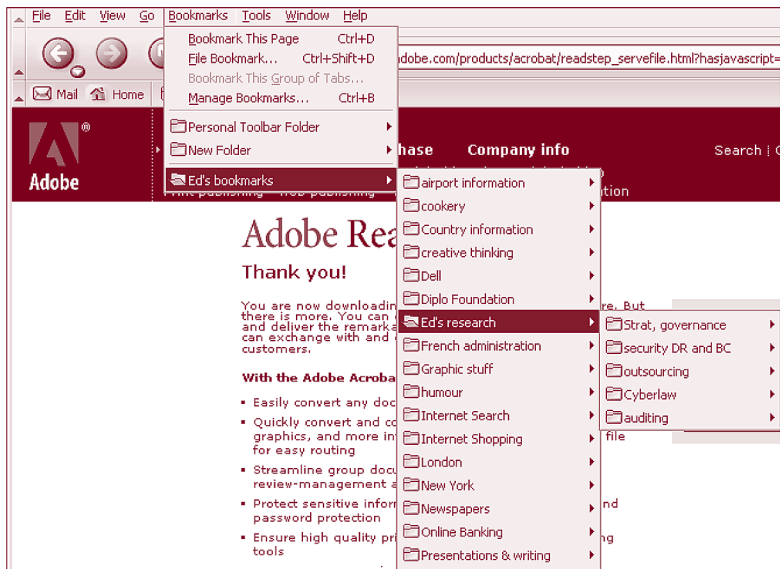 File Edit View Go Bookmarks Tools Window Help
Bookmark This Page Ctrl+D
File Bookmark... Ctrl+Shift+D
Bookmark This Group of Tabs...
Manage Bookmarks... Ctrl+B
Personal Toolbar Folder
New Folder
Ed's bookmarks
dobe.com/products/acrobat/readstep_servefile.html?hasjavascript=
Mail Home
Adobe
hase Company info Search |
airport information
cookery
Country information
creative thinking
Dell
Diplo Foundation
Ed's research
French administration
Graphic stuff
humour
Internet Search
Internet Shopping
London
New York
Newspapers
Online Banking
Presentations & writing
Strat, governance
security DR and BC
outsourcing
Cyberlaw
auditing
Adobe Rea
Thank you!
You are now downloadin re. But
there is more. You can
and deliver the remarka
can exchange with and
customers.
With the Adobe Acroba
▪ Easily convert any doc
▪ Quickly convert and co
graphics, and more in file
for easy routing
▪ Streamline group docu
review-management a
▪ Protect sensitive infor nd
password protection
▪ Ensure high quality pri ng
tools